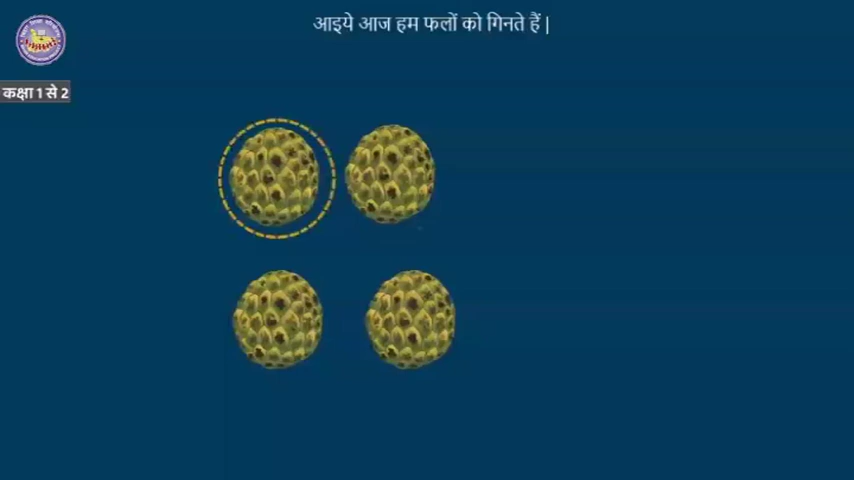 आइये आज हम फलों को गिनते हैं |
कक्षा 1 से 2